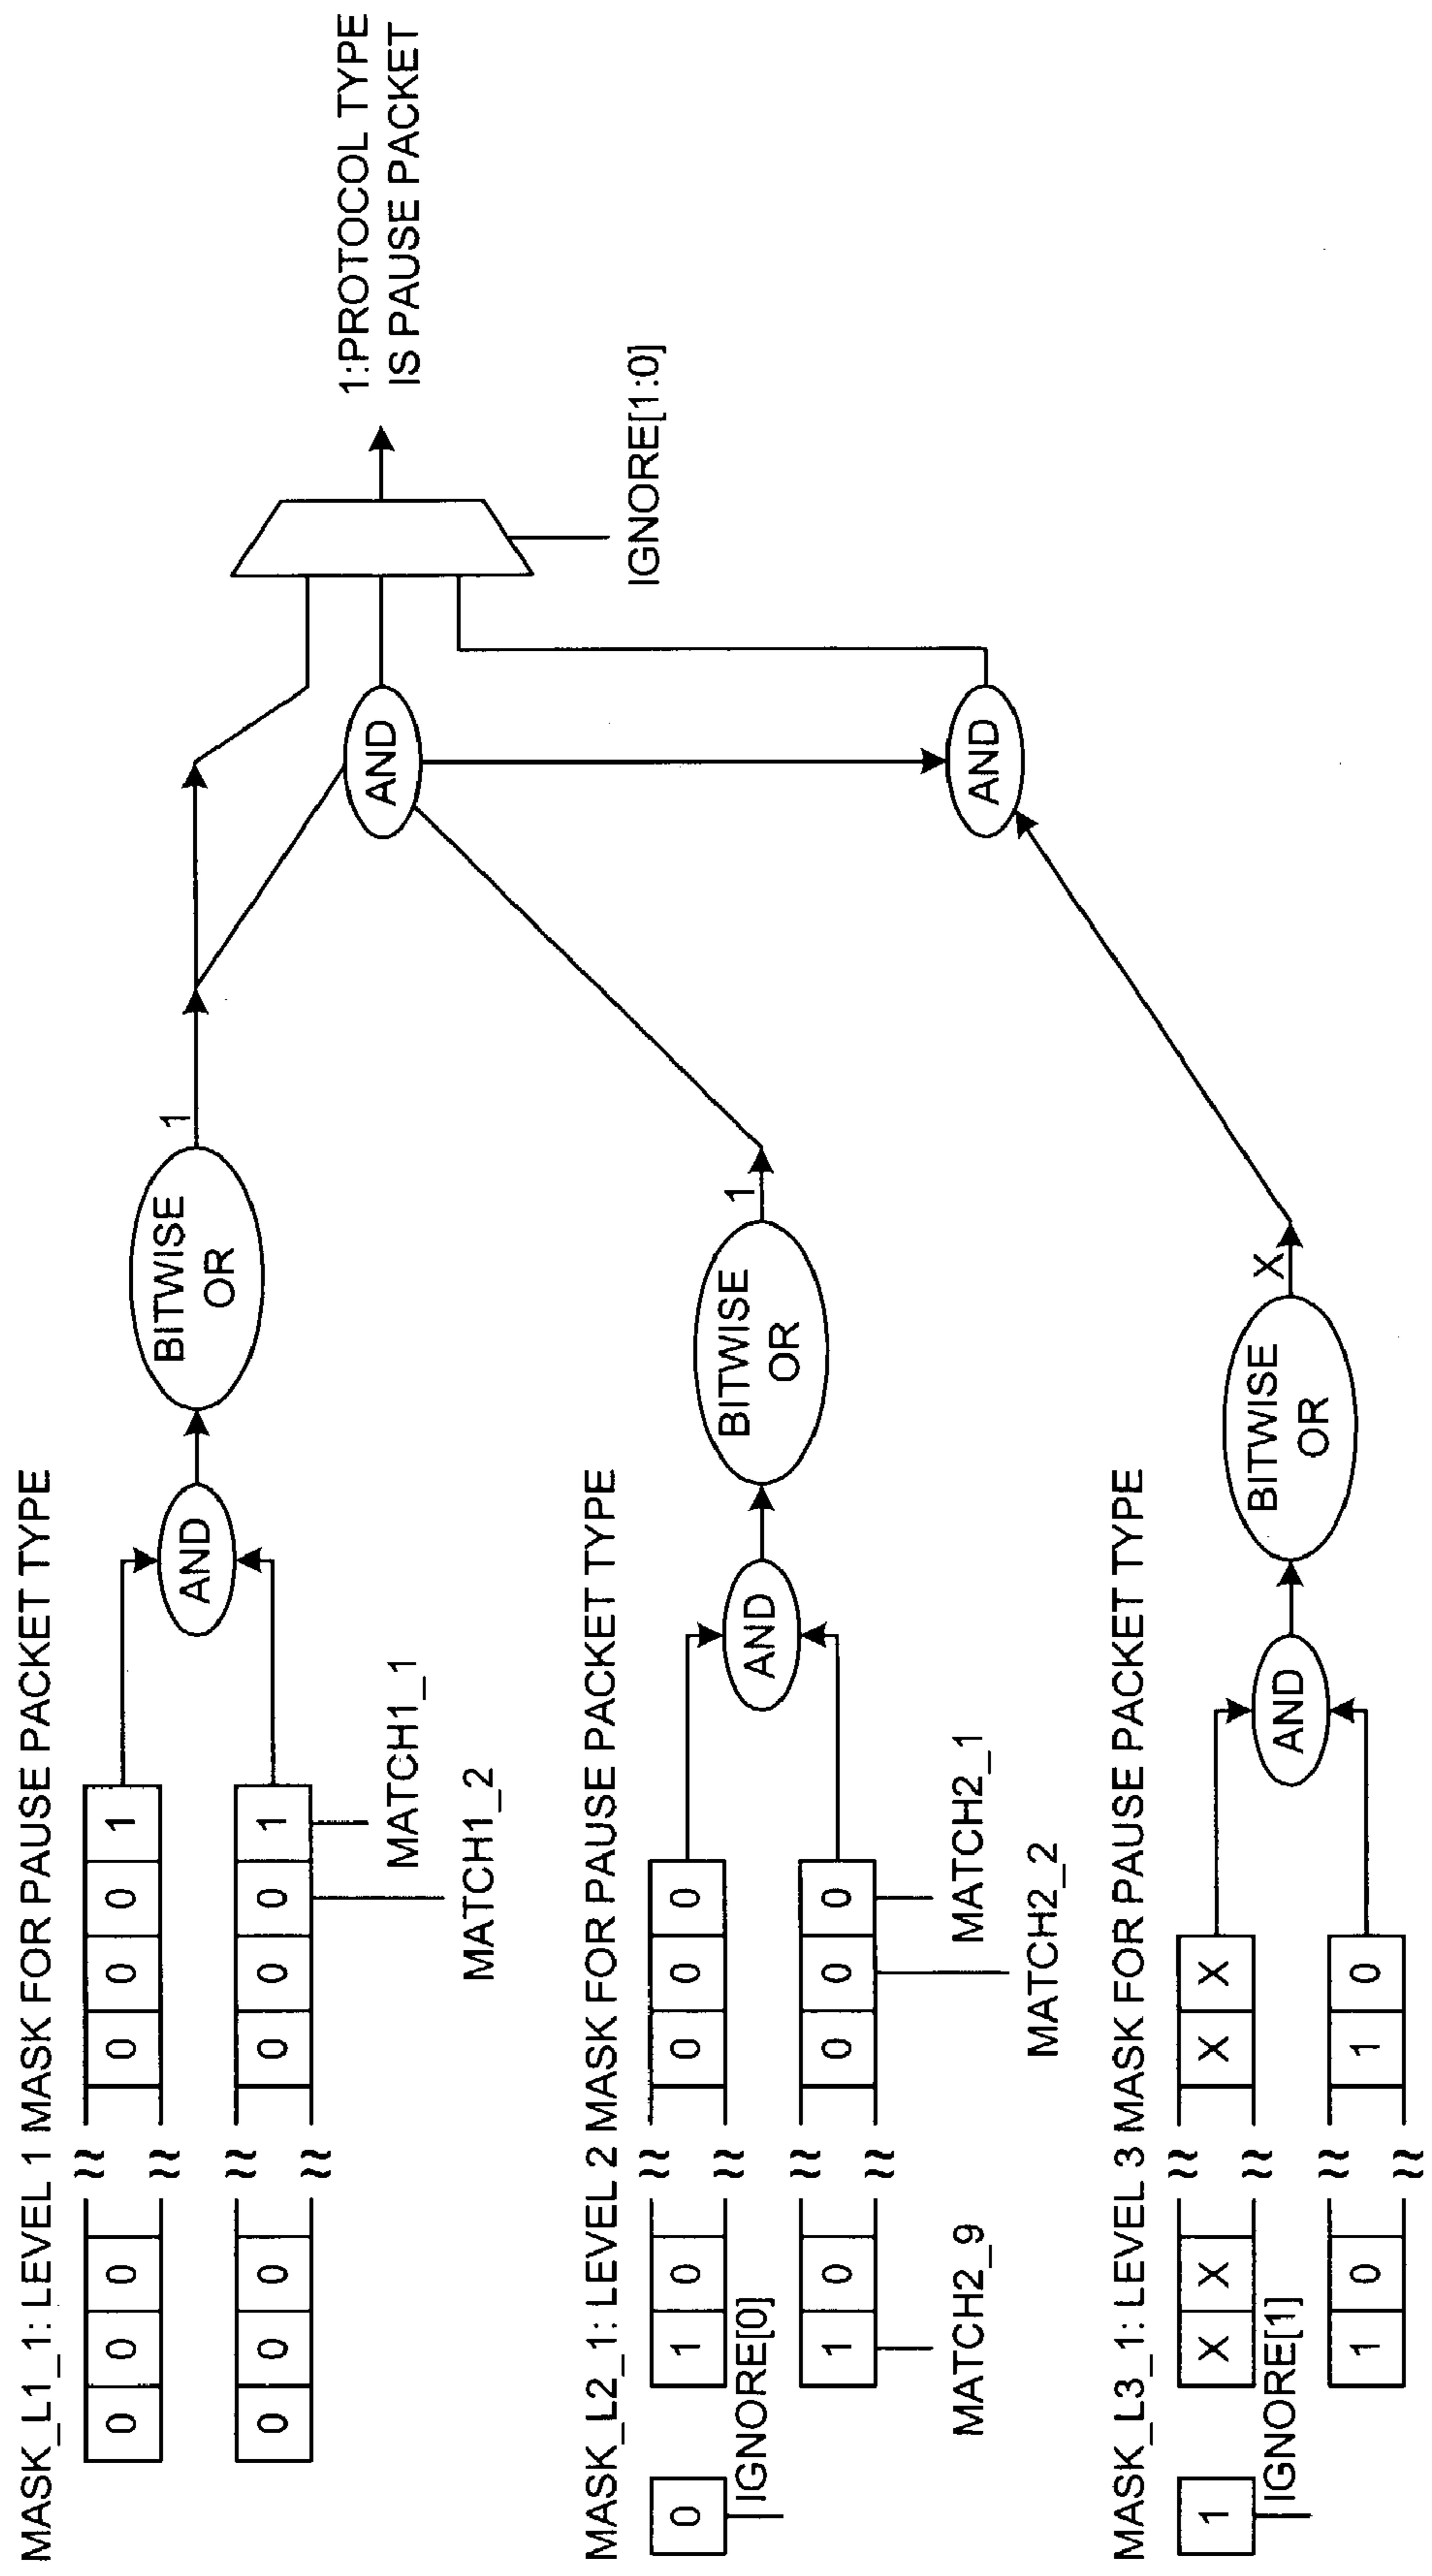 MASK_L1_1: LEVEL 1 MASK FOR PAUSE PACKET TYPE
0 0 0 0 0 0 1
0 0 0 0 0 0 1
MATCH1_1
MATCH1_2
AND
BITWISE
OR
1
MASK_L2_1: LEVEL 2 MASK FOR PAUSE PACKET TYPE
0
IGNORE[0]
1 0 0 0 0
1 0 0 0 0
MATCH2_9
MATCH2_1
MATCH2_2
AND
BITWISE
OR
1
MASK_L3_1: LEVEL 3 MASK FOR PAUSE PACKET TYPE
1
IGNORE[1]
X X X X
1 0 1 0
AND
BITWISE
OR
X
AND
AND
IGNORE[1:0]
1:PROTOCOL TYPE
IS PAUSE PACKET